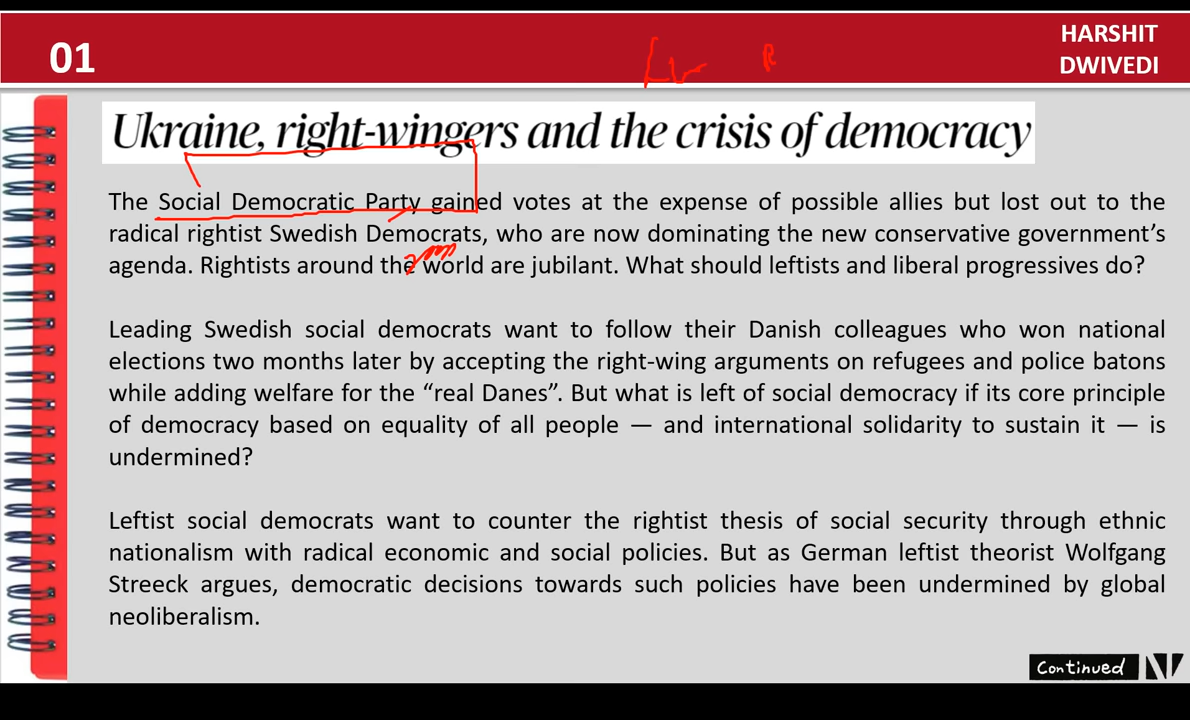 01
HARSHIT
DWIVEDI
Ukraine, right-wingers and the crisis of democracy
The Social Democratic Party gained votes at the expense of possible allies but lost out to the
radical rightist Swedish Democrats, who are now dominating the new conservative government’s
agenda. Rightists around the world are jubilant. What should leftists and liberal progressives do?
Leading Swedish social democrats want to follow their Danish colleagues who won national
elections two months later by accepting the right-wing arguments on refugees and police batons
while adding welfare for the “real Danes”. But what is left of social democracy if its core principle
of democracy based on equality of all people — and international solidarity to sustain it — is
undermined?
Leftist social democrats want to counter the rightist thesis of social security through ethnic
nationalism with radical economic and social policies. But as German leftist theorist Wolfgang
Streeck argues, democratic decisions towards such policies have been undermined by global
neoliberalism.
Continued